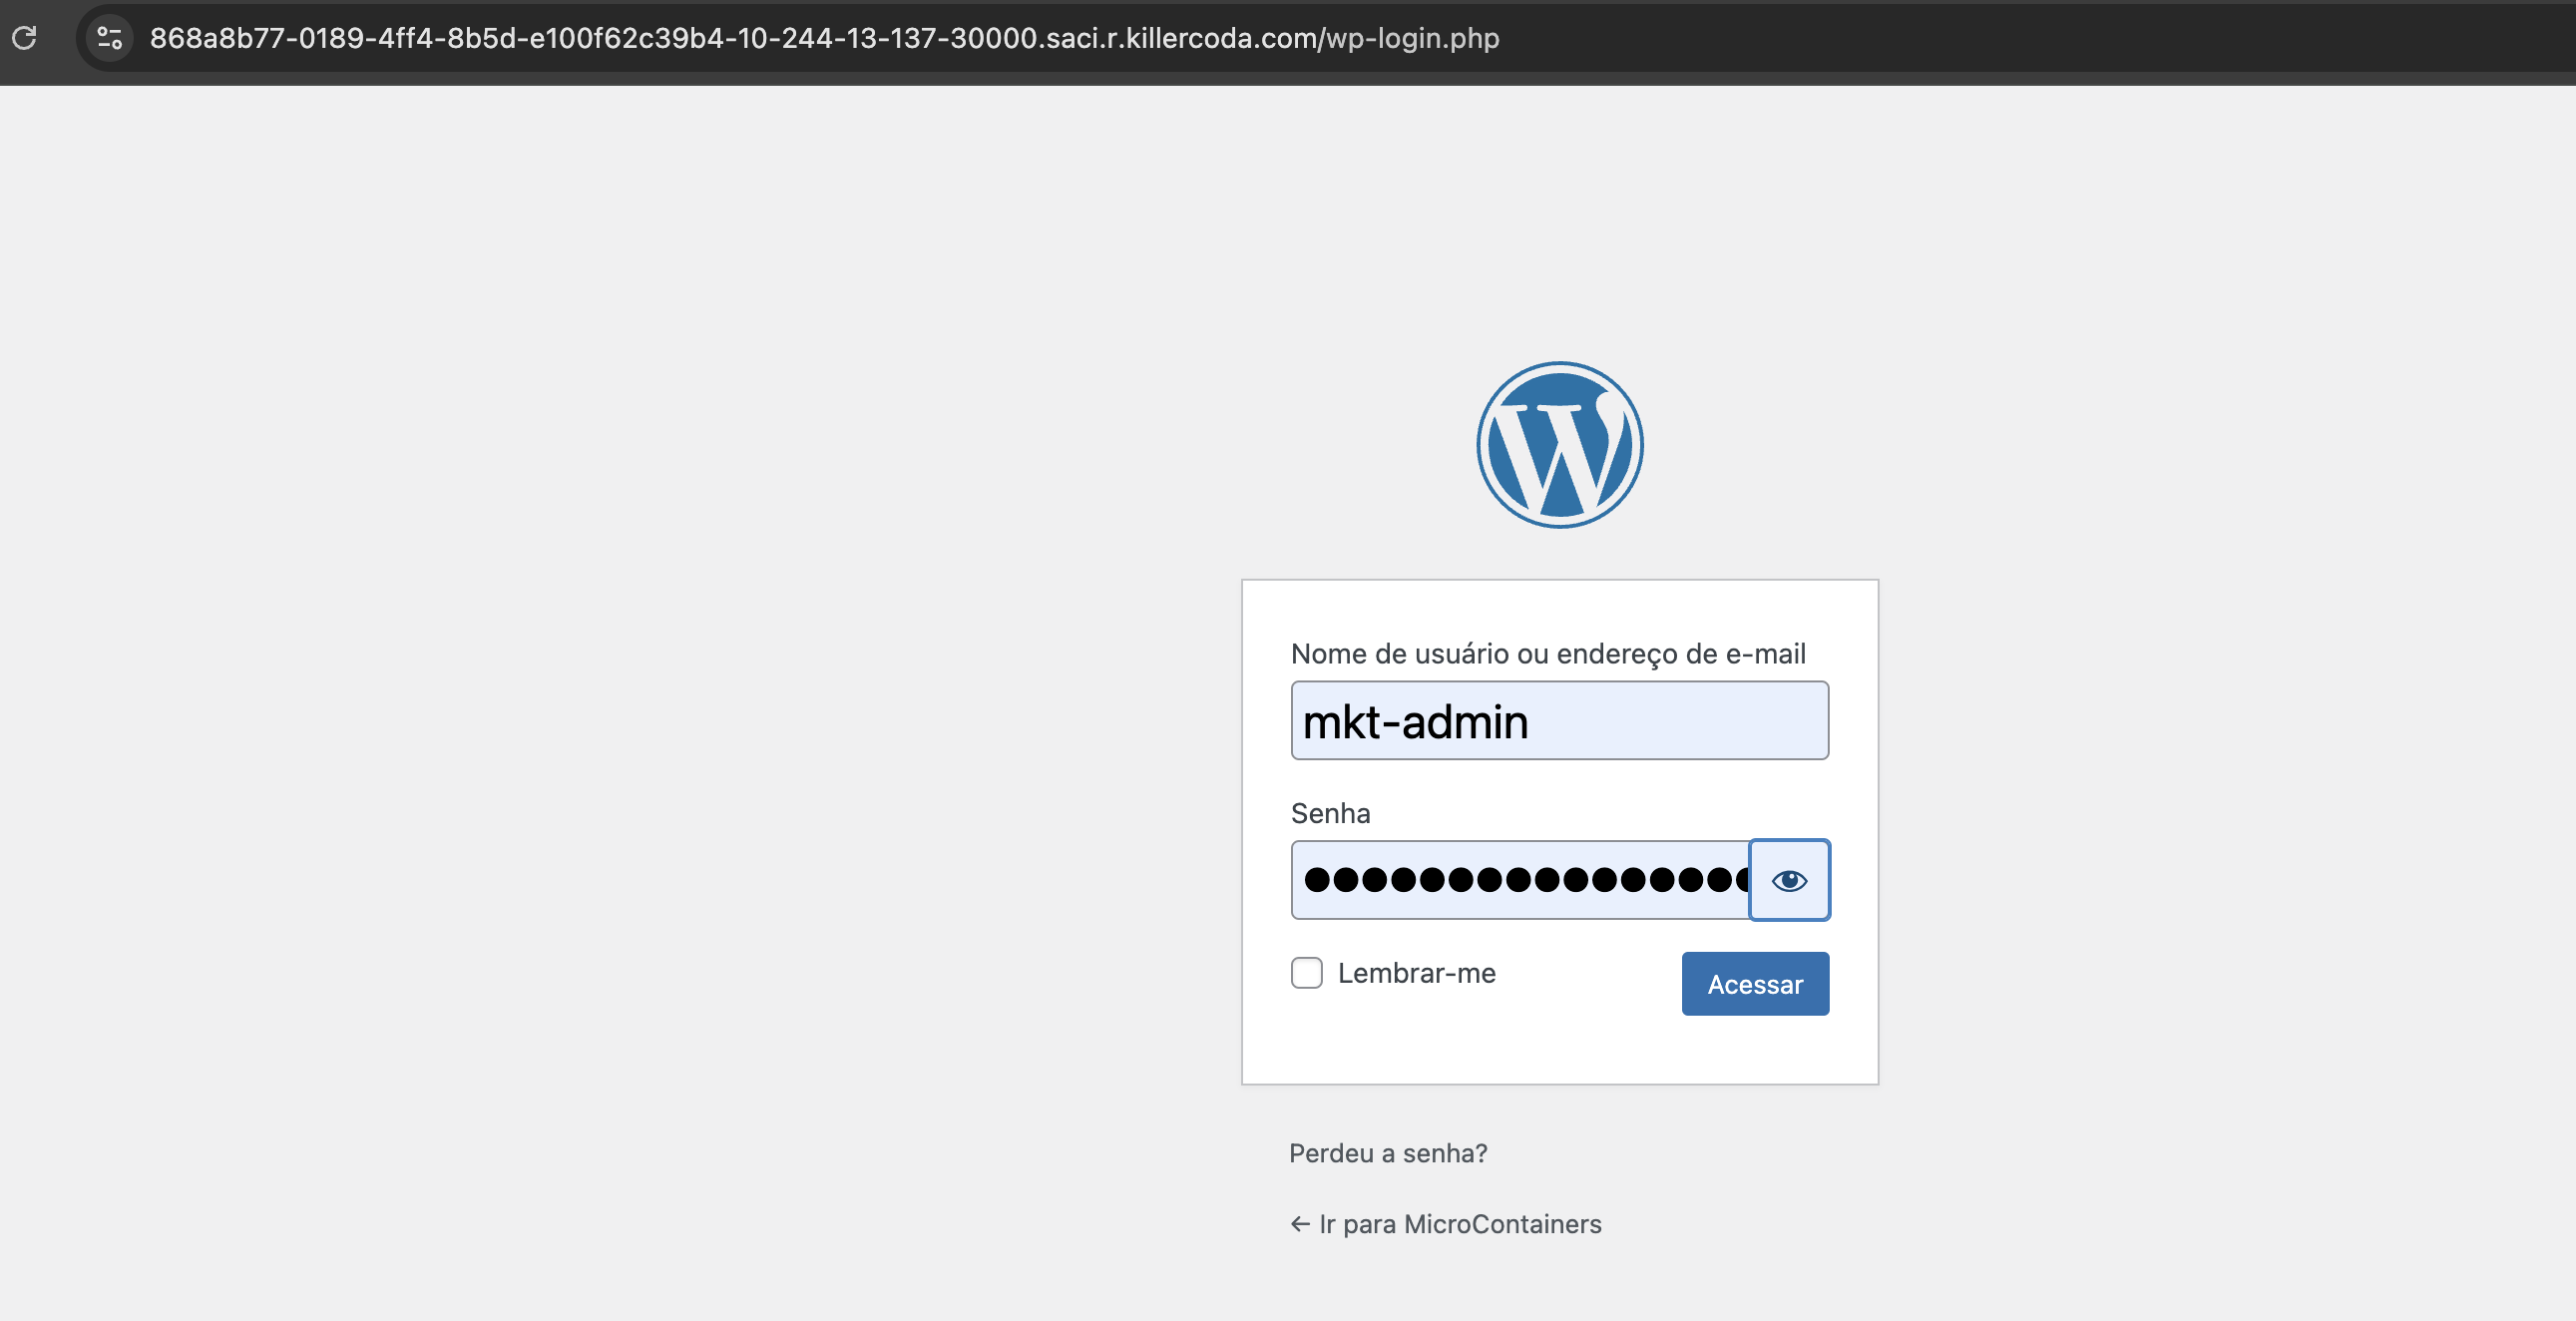 868a8b77-0189-4ff4-8b5d-e100f62c39b4-10-244-13-137-30000.saci.r.killercoda.com/wp-login.php
Nome de usuário ou endereço de e-mail
mkt-admin
Senha
Lembrar-me
Acessar
Perdeu a senha?
← Ir para MicroContainers